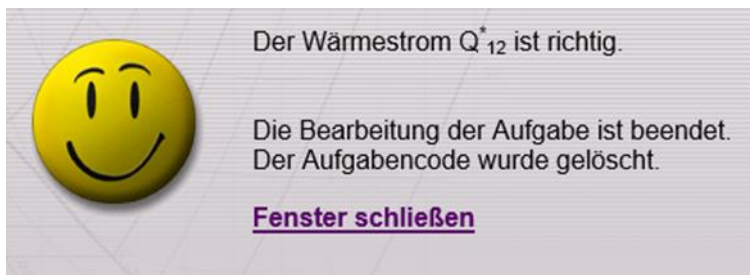 Der Wärmestrom Q*12 ist richtig.
Die Bearbeitung der Aufgabe ist beendet.
Der Aufgabencode wurde gelöscht.
Fenster schließen